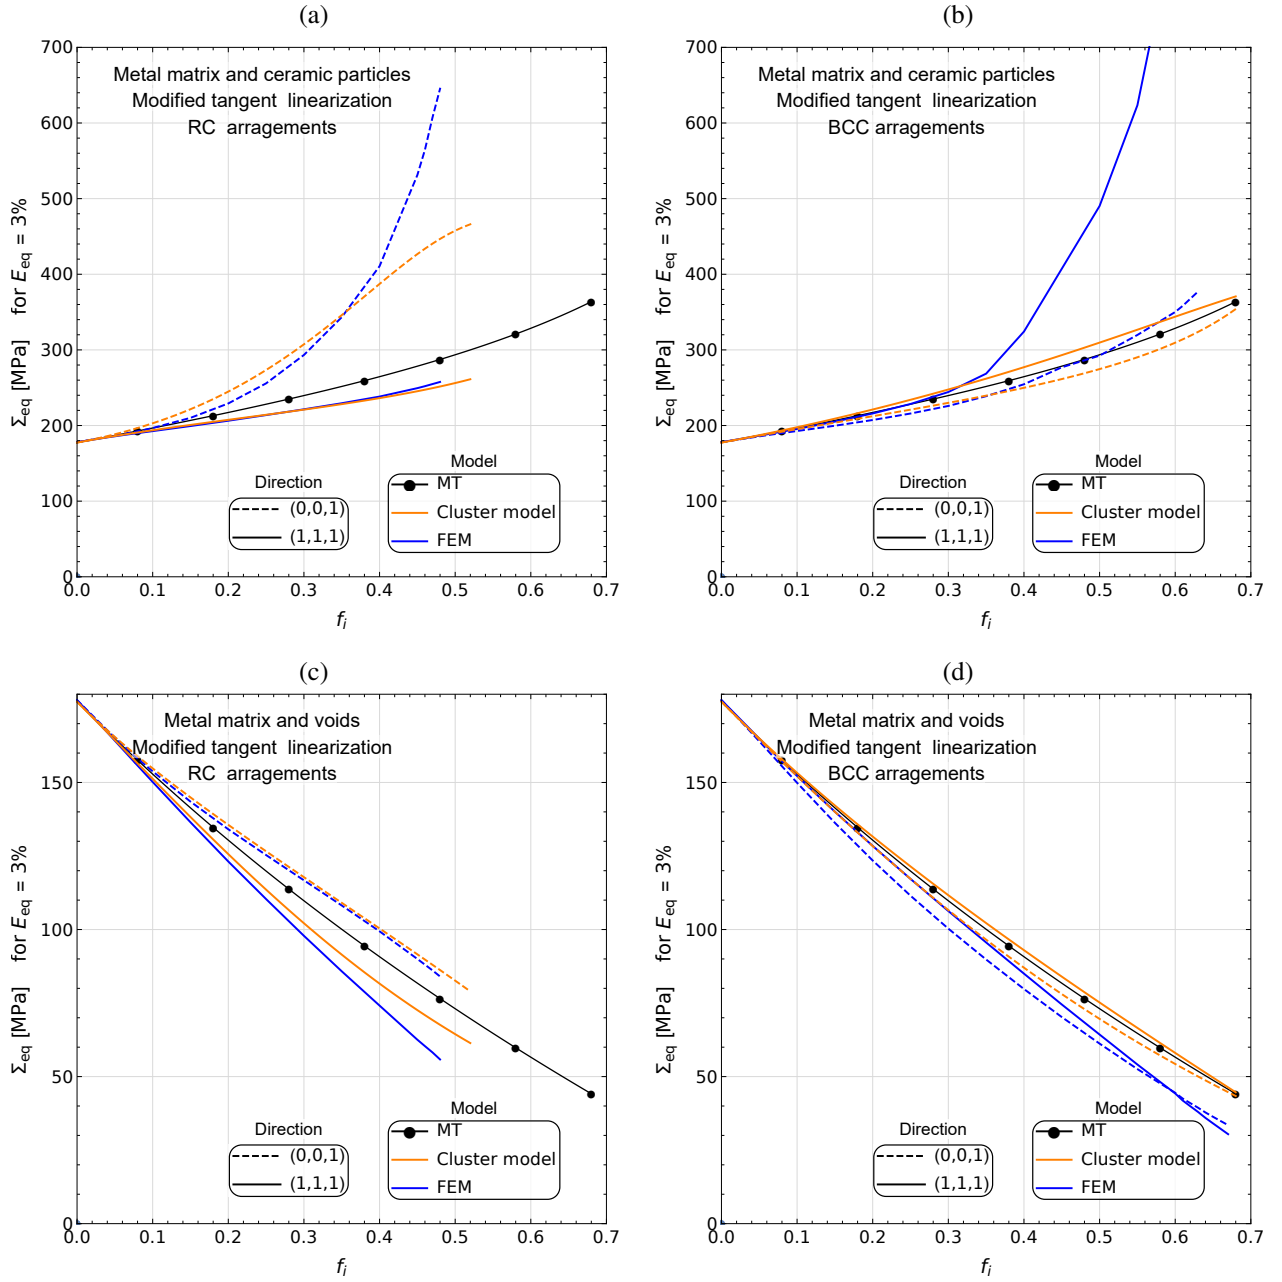 (a)
Metal matrix and ceramic particles
Modified tangent linearization
RC arragements
Σeq [MPa] for Eeq = 3%
700
600
500
400
300
200
100
0
0.0 0.1 0.2 0.3 0.4 0.5 0.6 0.7
fi
Direction
(0,0,1)
(1,1,1)
Model
MT
Cluster model
FEM
(b)
Metal matrix and ceramic particles
Modified tangent linearization
BCC arragements
Σeq [MPa] for Eeq = 3%
700
600
500
400
300
200
100
0
0.0 0.1 0.2 0.3 0.4 0.5 0.6 0.7
fi
Direction
(0,0,1)
(1,1,1)
Model
MT
Cluster model
FEM
(c)
Metal matrix and voids
Modified tangent linearization
RC arragements
Σeq [MPa] for Eeq = 3%
150
100
50
0
0.0 0.1 0.2 0.3 0.4 0.5 0.6 0.7
fi
Direction
(0,0,1)
(1,1,1)
Model
MT
Cluster model
FEM
(d)
Metal matrix and voids
Modified tangent linearization
BCC arragements
Σeq [MPa] for Eeq = 3%
150
100
50
0
0.0 0.1 0.2 0.3 0.4 0.5 0.6 0.7
fi
Direction
(0,0,1)
(1,1,1)
Model
MT
Cluster model
FEM